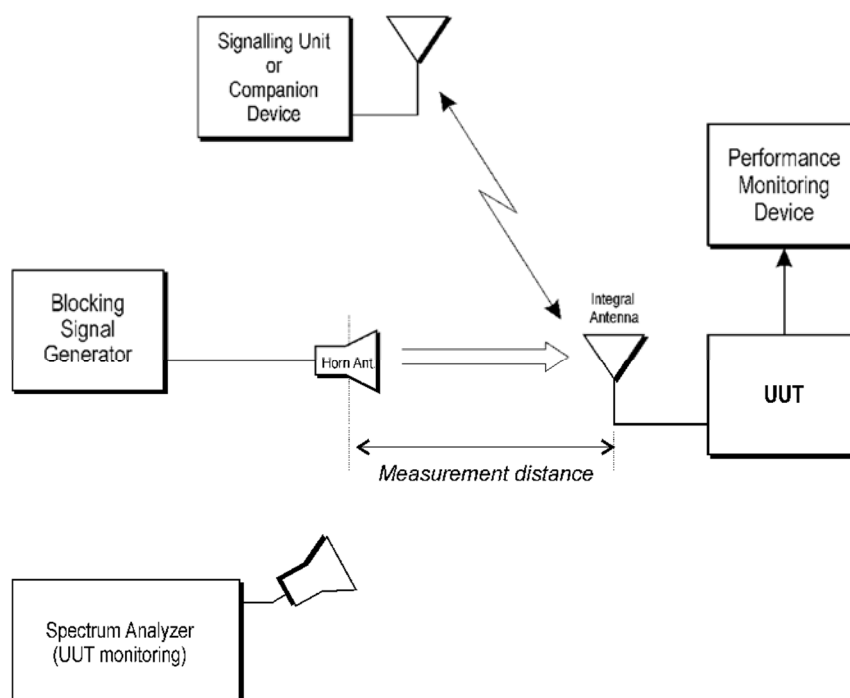 Signalling Unit
or
Companion
Device
Performance
Monitoring
Device
Blocking
Signal
Generator
Horn Ant.
Integral
Antenna
UUT
Measurement distance
Spectrum Analyzer
(UUT monitoring)